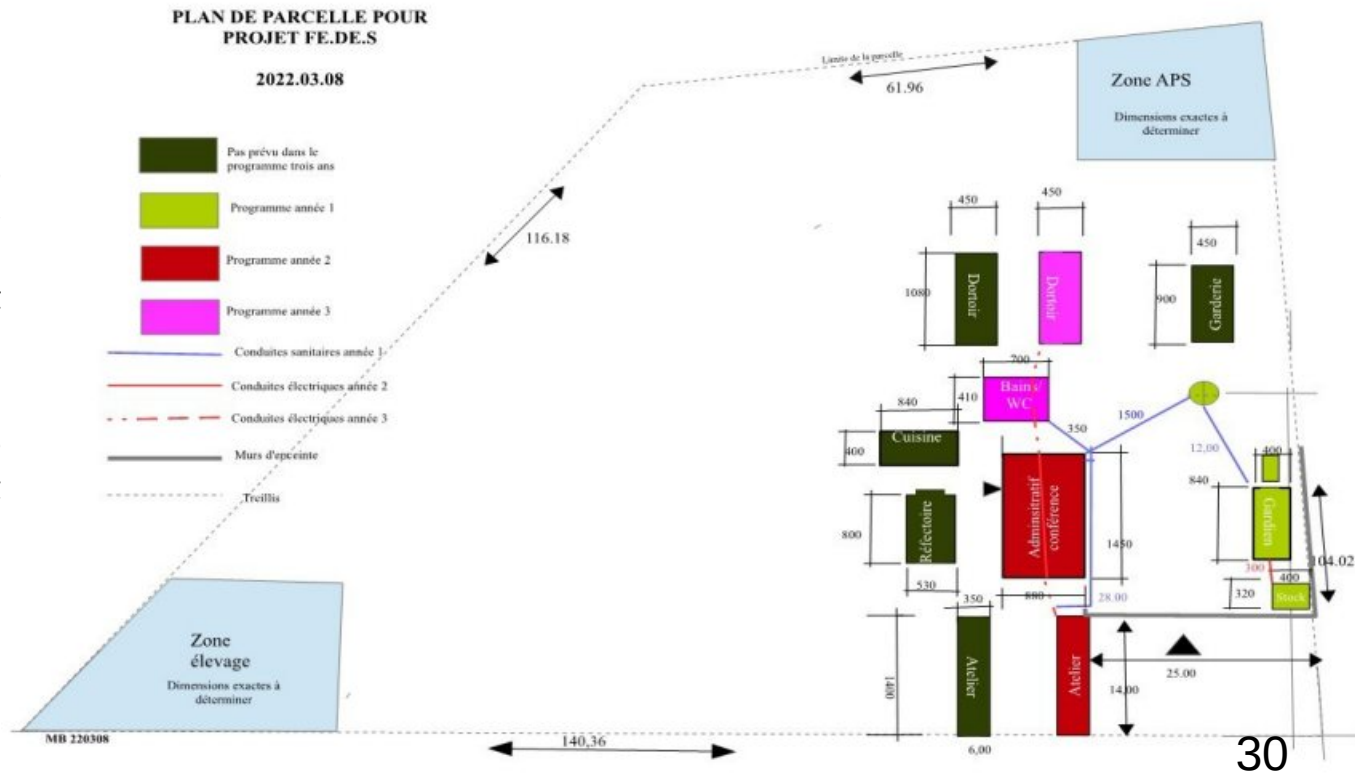 PLAN DE PARCELLE POUR
PROJET FE.DE.S
2022.03.08
Pas prévu dans le
programme trois ans
Programme année 1
Programme année 2
Programme année 3
Conduites sanitaires année 1
Conduites électriques année 2
Conduites électriques année 3
Murs d'epceinte
Treillis
Limite de la parcelle
61.96
116.18
Zone APS
Dimensions exactes à
déterminer
450
450
450
1080
Dortoir
Dortoir
900
Garderie
700
410
Bains/
WC
840
400
Cuisine
350
1500
12,00
400
840
Gardien
800
Réfectoire
530
Adminsitratif
conférence
1450
880
28.00
300
400
320
Stock
104.02
350
1400
Atelier
Atelier
14,00
25.00
6,00
Zone
élevage
Dimensions exactes à
déterminer
MB 220308
140,36
30